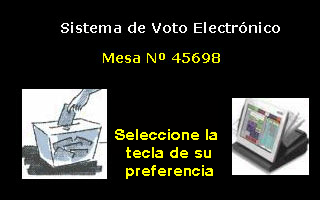 Sistema de Voto Electrónico
Mesa Nº 45698
Seleccione la
tecla de su
preferencia